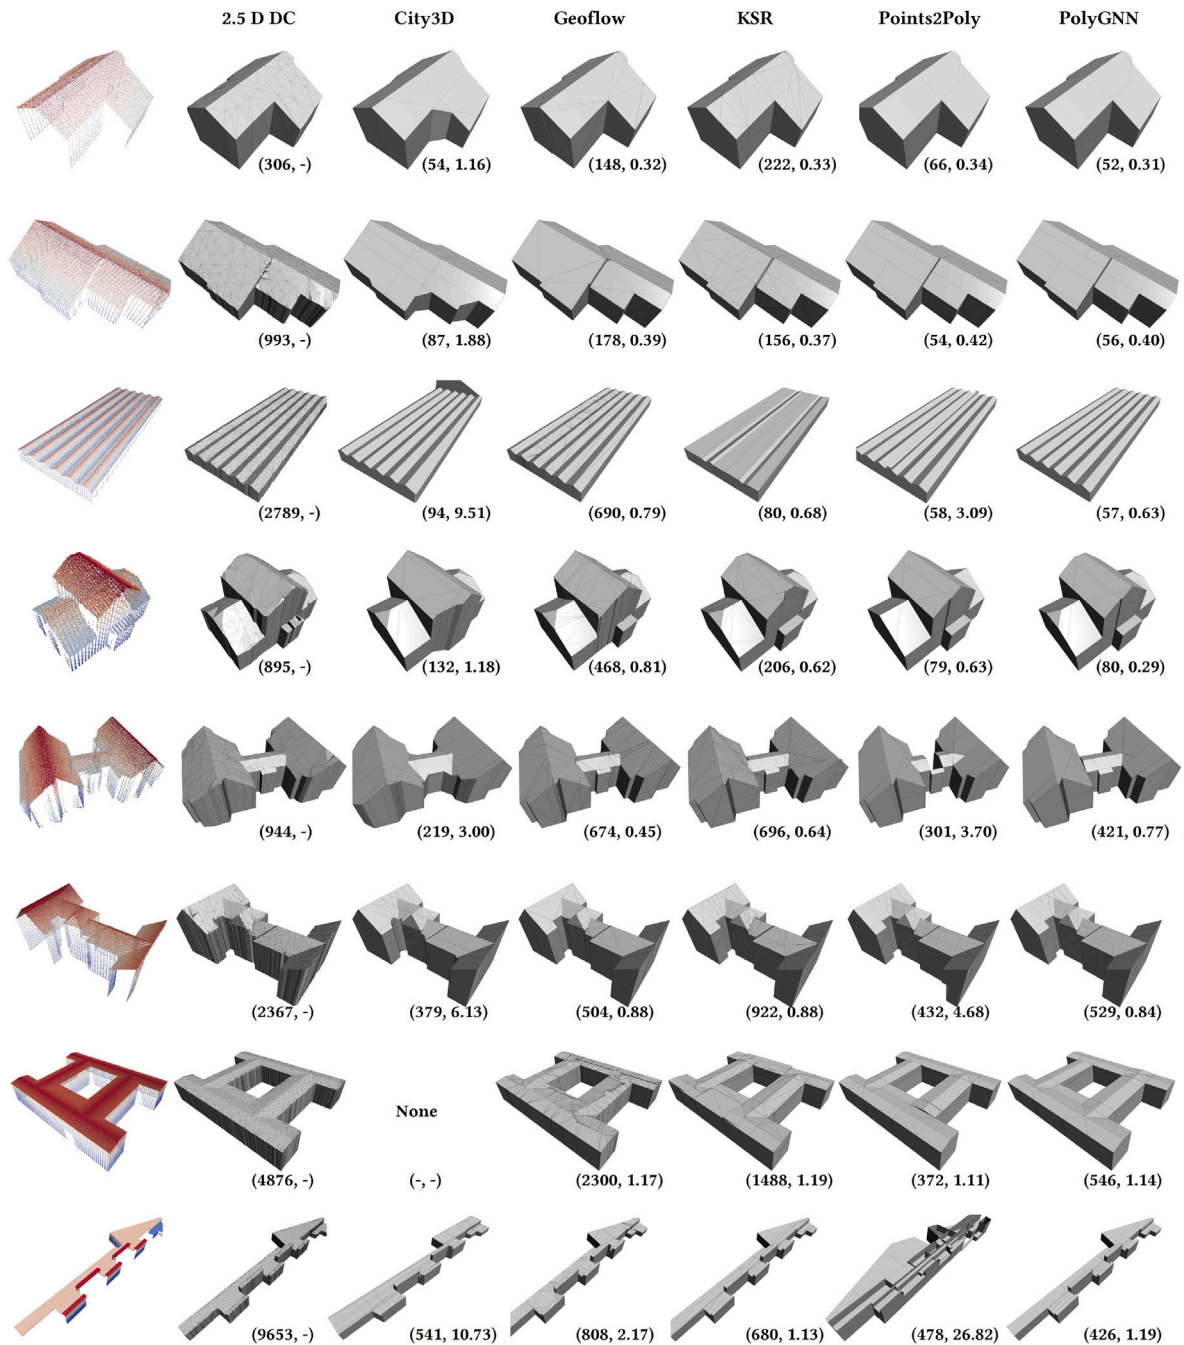 2.5 D DC City3D Geoflow KSR Points2Poly PolyGNN
(306, -) (54, 1.16) (148, 0.32) (222, 0.33) (66, 0.34) (52, 0.31)
(993, -) (87, 1.88) (178, 0.39) (156, 0.37) (54, 0.42) (56, 0.40)
(2789, -) (94, 9.51) (690, 0.79) (80, 0.68) (58, 3.09) (57, 0.63)
(895, -) (132, 1.18) (468, 0.81) (206, 0.62) (79, 0.63) (80, 0.29)
(944, -) (219, 3.00) (674, 0.45) (696, 0.64) (301, 3.70) (421, 0.77)
(2367, -) (379, 6.13) (504, 0.88) (922, 0.88) (432, 4.68) (529, 0.84)
None
(4876, -) (-, -) (2300, 1.17) (1488, 1.19) (372, 1.11) (546, 1.14)
(9653, -) (541, 10.73) (808, 2.17) (680, 1.13) (478, 26.82) (426, 1.19)